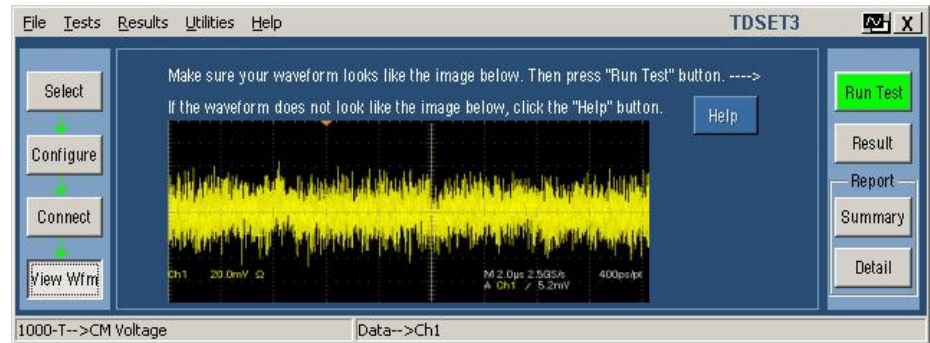 File Tests Results Utilities Help TDSET3 X
Make sure your waveform looks like the image below. Then press "Run Test" button. ---->
If the waveform does not look like the image below, click the "Help" button.
Help
Select
Configure
Connect
View Wfm
Ch1 20.0mV Ω
M 2.0µs 2.5GS/s 400ps/pt
A Ch1 / 5.2mV
Run Test
Result
Report
Summary
Detail
1000-T-->CM Voltage Data-->Ch1